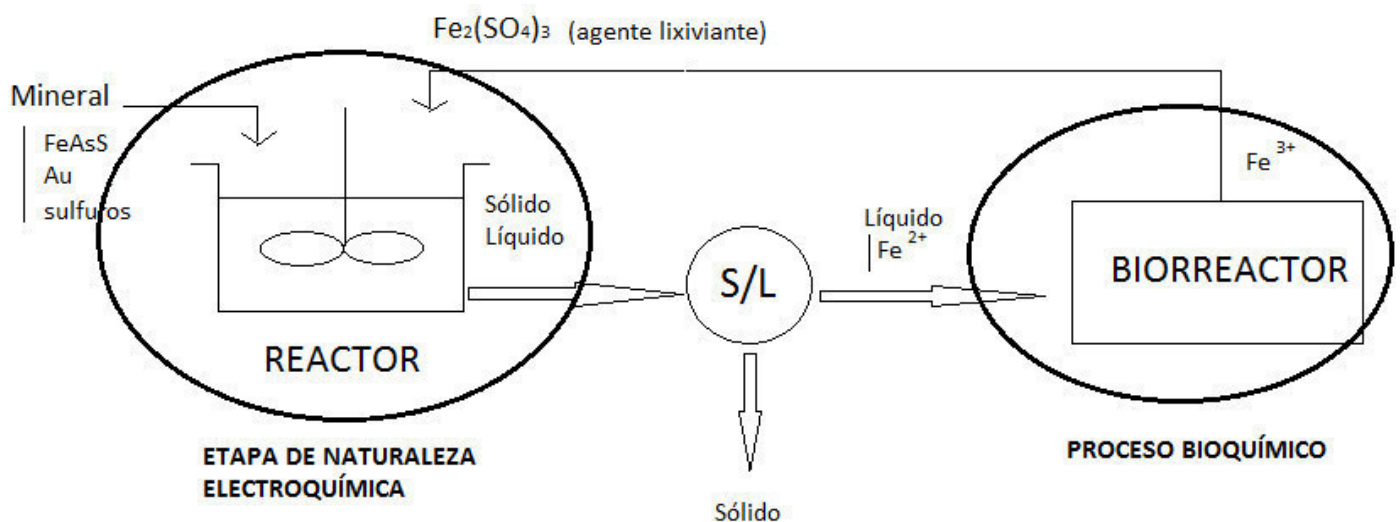 Fe₂(SO₄)₃ (agente lixiviante)
Mineral
FeAsS
Au
sulfuros
Sólido
Líquido
REACTOR
ETAPA DE NATURALEZA
ELECTROQUÍMICA
S/L
Sólido
Líquido
Fe ²⁺
Fe ³⁺
BIORREACTOR
PROCESO BIOQUÍMICO